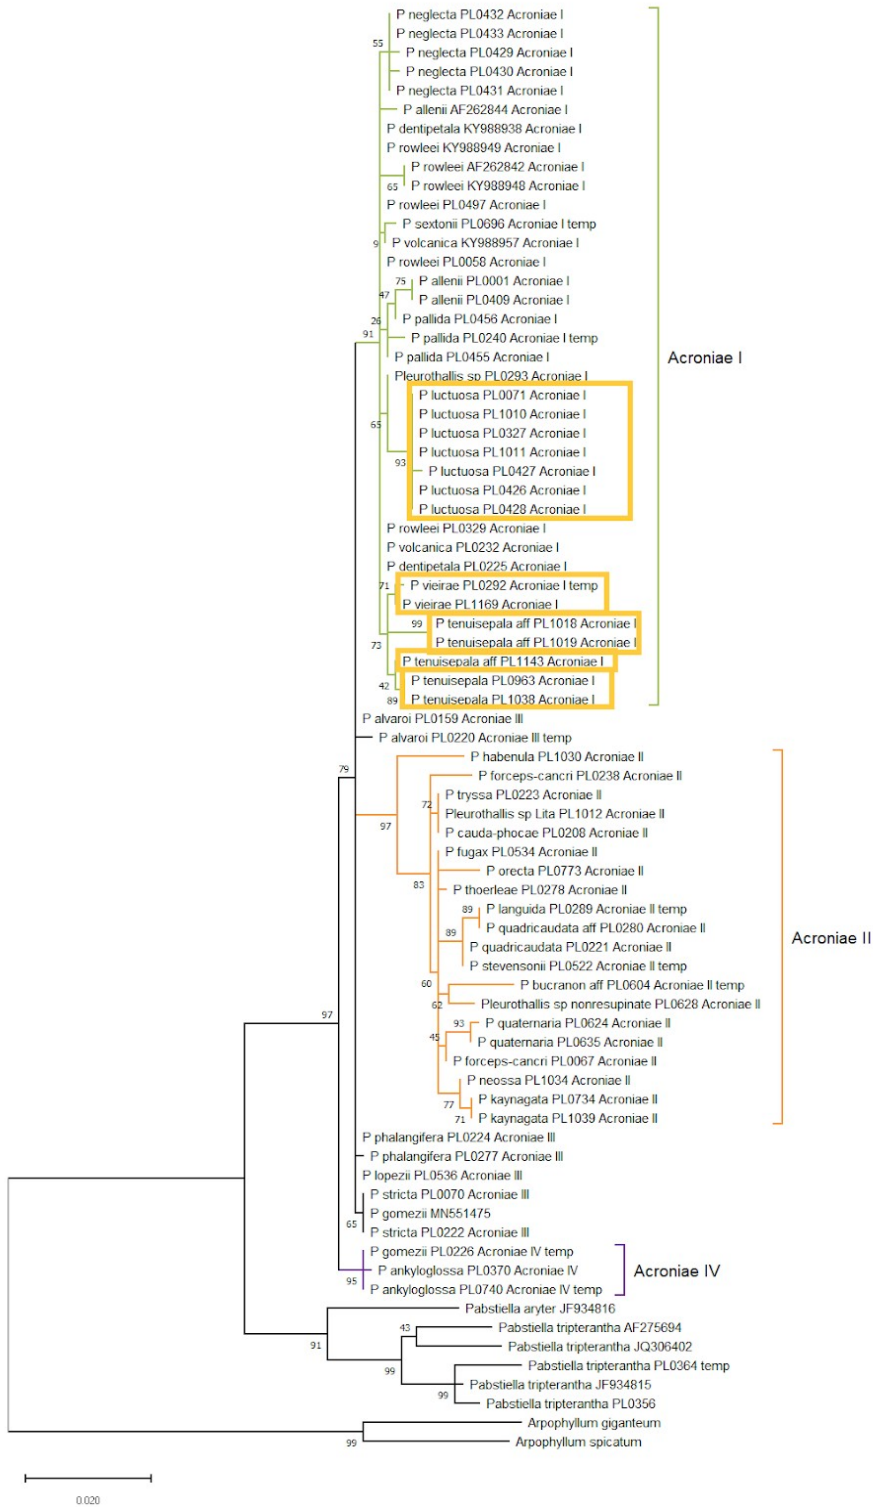 P neglecta PL0432 Acroniae I
P neglecta PL0433 Acroniae I
55
P neglecta PL0429 Acroniae I
P neglecta PL0430 Acroniae I
P neglecta PL0431 Acroniae I
P allenii AF262844 Acroniae I
P dentipetala KY988938 Acroniae I
P rowleei KY988949 Acroniae I
P rowleei AF262842 Acroniae I
65
P rowleei KY988948 Acroniae I
P rowleei PL0497 Acroniae I
P sextonii PL0696 Acroniae I temp
9
P volcanica KY988957 Acroniae I
P rowleei PL0058 Acroniae I
75
P allenii PL0001 Acroniae I
47
P allenii PL0409 Acroniae I
26
P pallida PL0456 Acroniae I
91
P pallida PL0240 Acroniae I temp
P pallida PL0455 Acroniae I
Acroniae I
Pleurothallis sp PL0293 Acroniae I
P luctuosa PL0071 Acroniae I
P luctuosa PL1010 Acroniae I
65
P luctuosa PL0327 Acroniae I
P luctuosa PL1011 Acroniae I
93
P luctuosa PL0427 Acroniae I
P luctuosa PL0426 Acroniae I
P luctuosa PL0428 Acroniae I
P rowleei PL0329 Acroniae I
P volcanica PL0232 Acroniae I
P dentipetala PL0225 Acroniae I
71
P vieirae PL0292 Acroniae I temp
P vieirae PL1169 Acroniae I
99
P tenuisepala aff PL1018 Acroniae I
73
P tenuisepala aff PL1019 Acroniae I
P tenuisepala aff PL1143 Acroniae I
42
P tenuisepala PL0963 Acroniae I
89
P tenuisepala PL1038 Acroniae I
P alvaroi PL0159 Acroniae III
P alvaroi PL0220 Acroniae III temp
P habenula PL1030 Acroniae II
79
P forceps-cancri PL0238 Acroniae II
P tryssa PL0223 Acroniae II
72
Pleurothallis sp Lita PL1012 Acroniae II
97
P cauda-phocae PL0208 Acroniae II
P fugax PL0534 Acroniae II
P orecta PL0773 Acroniae II
83
P thoerleae PL0278 Acroniae II
89
P languida PL0289 Acroniae II temp
P quadricaudata aff PL0280 Acroniae II
89
Acroniae II
P quadricaudata PL0221 Acroniae II
P stevensonii PL0522 Acroniae II temp
60
P bucranon aff PL0604 Acroniae II temp
62
Pleurothallis sp nonresupinate PL0628 Acroniae II
97
93
P quaternaria PL0624 Acroniae II
45
P quaternaria PL0635 Acroniae II
P forceps-cancri PL0067 Acroniae II
P neossa PL1034 Acroniae II
77
P kaynagata PL0734 Acroniae II
71
P kaynagata PL1039 Acroniae II
P phalangifera PL0224 Acroniae III
P phalangifera PL0277 Acroniae III
P lopezii PL0536 Acroniae III
P stricta PL0070 Acroniae III
P gomezii MN551475
65
P stricta PL0222 Acroniae III
P gomezii PL0226 Acroniae IV temp
P ankyloglossa PL0370 Acroniae IV
Acroniae IV
95
P ankyloglossa PL0740 Acroniae IV temp
Pabstiella aryter JF934816
43
Pabstiella tripterantha AF275694
91
Pabstiella tripterantha JQ306402
99
Pabstiella tripterantha PL0364 temp
Pabstiella tripterantha JF934815
99
Pabstiella tripterantha PL0356
Arpophyllum giganteum
99
Arpophyllum spicatum
0.020